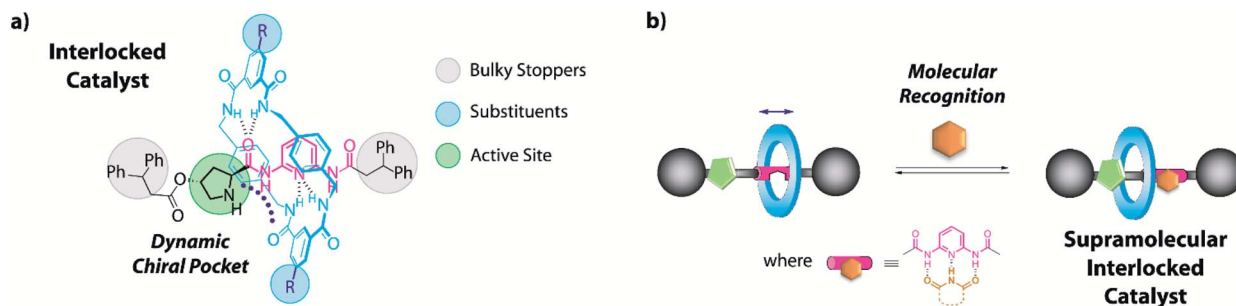 a)
Interlocked
Catalyst
R
O
O
N
H
H
N
Ph
Ph
O
O
N
H
O
H
N
N
N
H
O
Ph
Ph
N
H
H
N
O
O
R
Dynamic
Chiral Pocket
Bulky Stoppers
Substituents
Active Site
b)
Molecular
Recognition
where
≡
O
N
H
N
N
H
O
H
N
O
O
Supramolecular
Interlocked
Catalyst